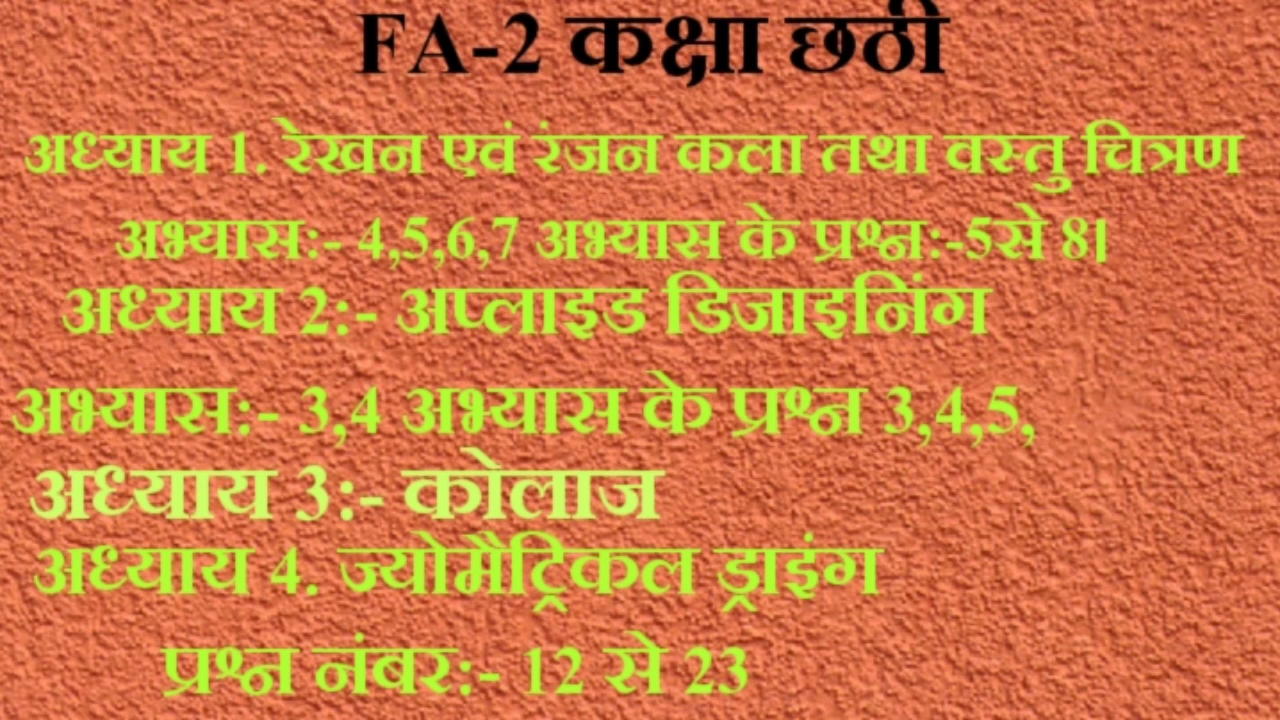 FA-2 कक्षा छठी
अध्याय 1. रेखन एवं रंजन कला तथा वस्तु चित्रण
अभ्यास:- 4,5,6,7 अभ्यास के प्रश्न:-5से 8।
अध्याय 2:- अप्लाइड डिजाइनिंग
अभ्यास:- 3,4 अभ्यास के प्रश्न 3,4,5,
अध्याय 3:- कोलाज
अध्याय 4. ज्योमैट्रिकल ड्राइंग
प्रश्न नंबर:- 12 से 23